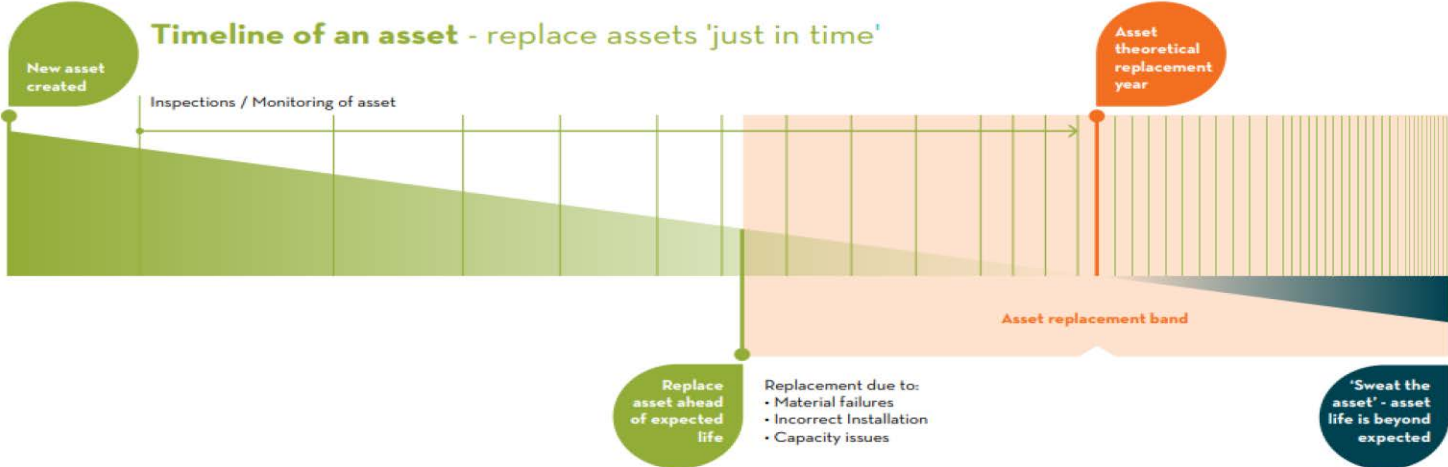 Timeline of an asset - replace assets 'just in time'
New asset
created
Inspections / Monitoring of asset
Asset
theoretical
replacement
year
Asset replacement band
Replace
asset ahead
of expected
life
Replacement due to:
• Material failures
• Incorrect Installation
• Capacity issues
'Sweat the
asset' - asset
life is beyond
expected